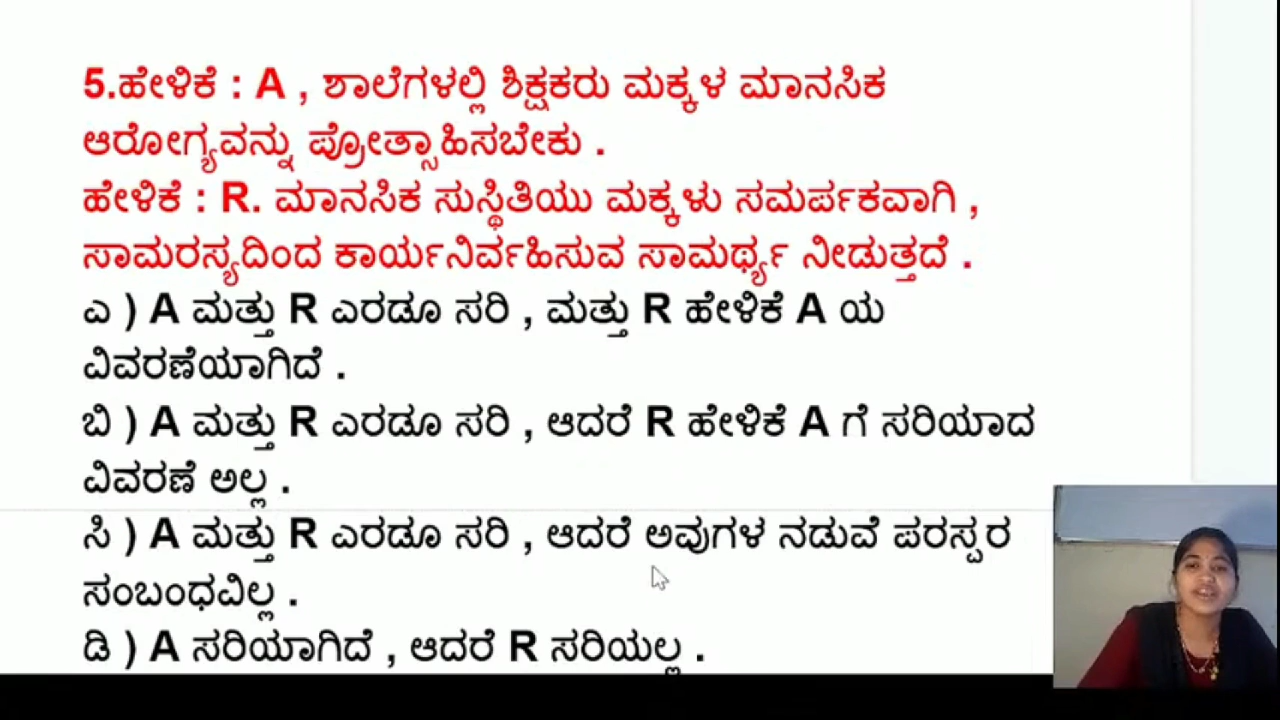 5.ಹೇಳಿಕೆ : A , ಶಾಲೆಗಳಲ್ಲಿ ಶಿಕ್ಷಕರು ಮಕ್ಕಳ ಮಾನಸಿಕ
ಆರೋಗ್ಯವನ್ನು ಪ್ರೋತ್ಸಾಹಿಸಬೇಕು .
ಹೇಳಿಕೆ : R. ಮಾನಸಿಕ ಸುಸ್ಥಿತಿಯು ಮಕ್ಕಳು ಸಮರ್ಪಕವಾಗಿ ,
ಸಾಮರಸ್ಯದಿಂದ ಕಾರ್ಯನಿರ್ವಹಿಸುವ ಸಾಮರ್ಥ್ಯ ನೀಡುತ್ತದೆ .
ಎ ) A ಮತ್ತು R ಎರಡೂ ಸರಿ , ಮತ್ತು R ಹೇಳಿಕೆ A ಯ
ವಿವರಣೆಯಾಗಿದೆ .
ಬಿ ) A ಮತ್ತು R ಎರಡೂ ಸರಿ , ಆದರೆ R ಹೇಳಿಕೆ A ಗೆ ಸರಿಯಾದ
ವಿವರಣೆ ಅಲ್ಲ .
ಸಿ ) A ಮತ್ತು R ಎರಡೂ ಸರಿ , ಆದರೆ ಅವುಗಳ ನಡುವೆ ಪರಸ್ಪರ
ಸಂಬಂಧವಿಲ್ಲ .
ಡಿ ) A ಸರಿಯಾಗಿದೆ , ಆದರೆ R ಸರಿಯಲ್ಲ .